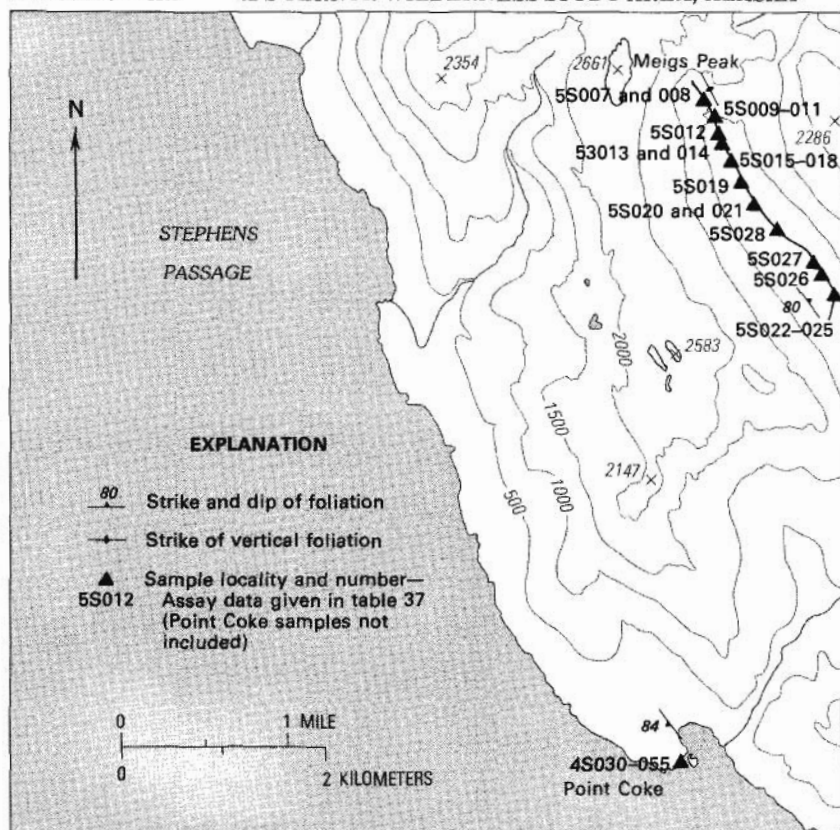 2354
2661
Meigs Peak
5S007 and 008
5S009–011
N
5S012
2286
53013 and 014
5S015–018
5S019
STEPHENS
5S020 and 021
PASSAGE
5S028
5S027
5S026
80
5S022–025
2000
2583
EXPLANATION
1500
80
Strike and dip of foliation
2147
1000
500
Strike of vertical foliation
Sample locality and number—
5S012 Assay data given in table 37
(Point Coke samples not
included)
0 1 MILE
84
0 2 KILOMETERS
4S030–055
Point Coke